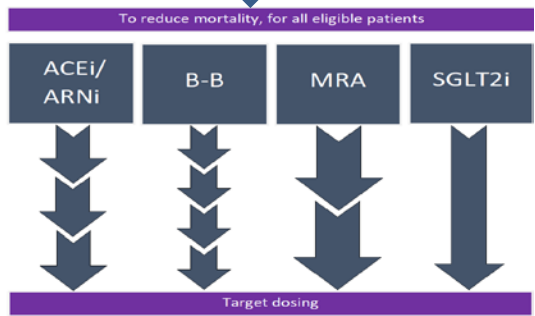 To reduce mortality, for all eligible patients
ACEi/
ARNi
B-B
MRA
SGLT2i
Target dosing